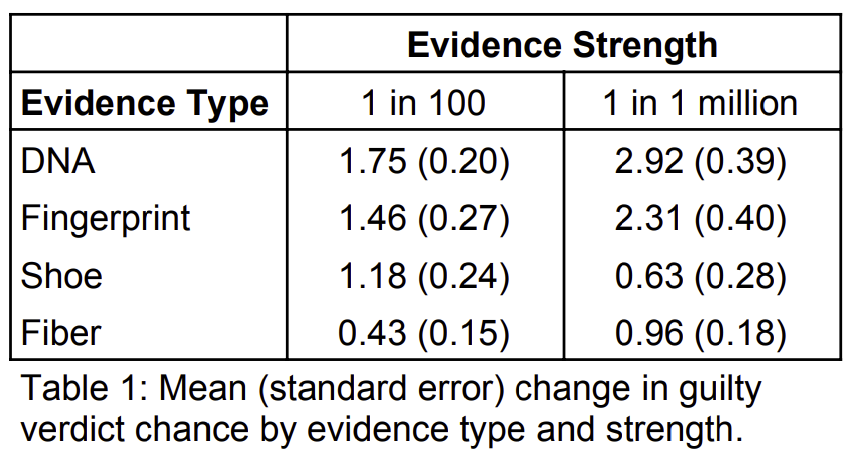 Evidence Strength
Evidence Type 1 in 100 1 in 1 million
DNA 1.75 (0.20) 2.92 (0.39)
Fingerprint 1.46 (0.27) 2.31 (0.40)
Shoe 1.18 (0.24) 0.63 (0.28)
Fiber 0.43 (0.15) 0.96 (0.18)
Table 1: Mean (standard error) change in guilty
verdict chance by evidence type and strength.